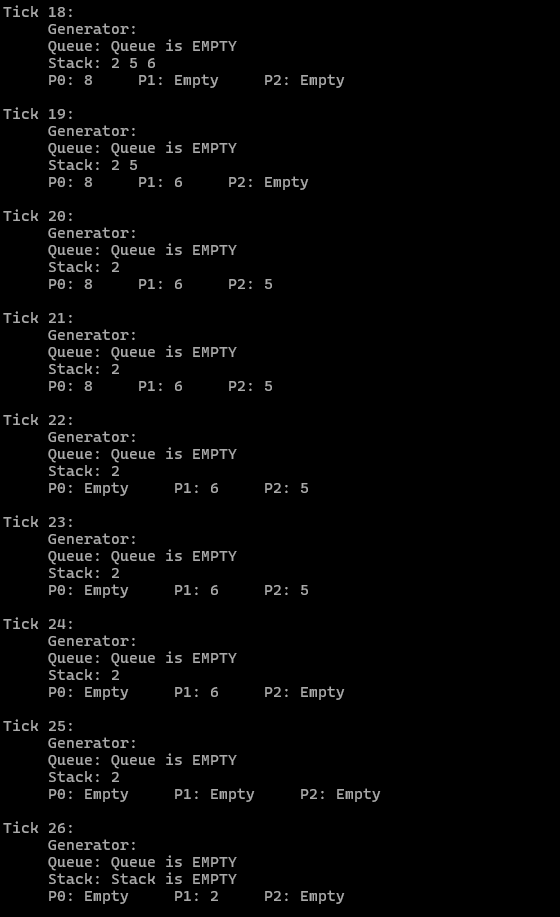 Tick 18:
Generator:
Queue: Queue is EMPTY
Stack: 2 5 6
P0: 8 P1: Empty P2: Empty
Tick 19:
Generator:
Queue: Queue is EMPTY
Stack: 2 5
P0: 8 P1: 6 P2: Empty
Tick 20:
Generator:
Queue: Queue is EMPTY
Stack: 2
P0: 8 P1: 6 P2: 5
Tick 21:
Generator:
Queue: Queue is EMPTY
Stack: 2
P0: 8 P1: 6 P2: 5
Tick 22:
Generator:
Queue: Queue is EMPTY
Stack: 2
P0: Empty P1: 6 P2: 5
Tick 23:
Generator:
Queue: Queue is EMPTY
Stack: 2
P0: Empty P1: 6 P2: 5
Tick 24:
Generator:
Queue: Queue is EMPTY
Stack: 2
P0: Empty P1: 6 P2: Empty
Tick 25:
Generator:
Queue: Queue is EMPTY
Stack: 2
P0: Empty P1: Empty P2: Empty
Tick 26:
Generator:
Queue: Queue is EMPTY
Stack: Stack is EMPTY
P0: Empty P1: 2 P2: Empty